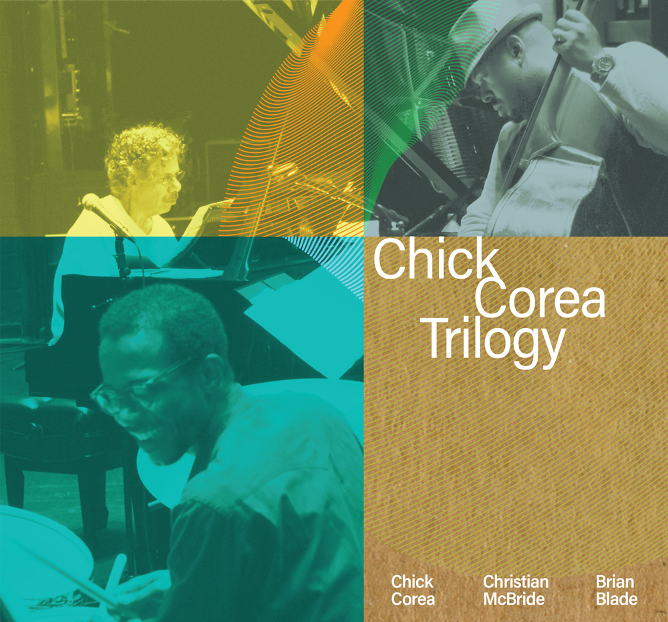 Chick
Corea
Trilogy
Chick Corea
Christian McBride
Brian Blade